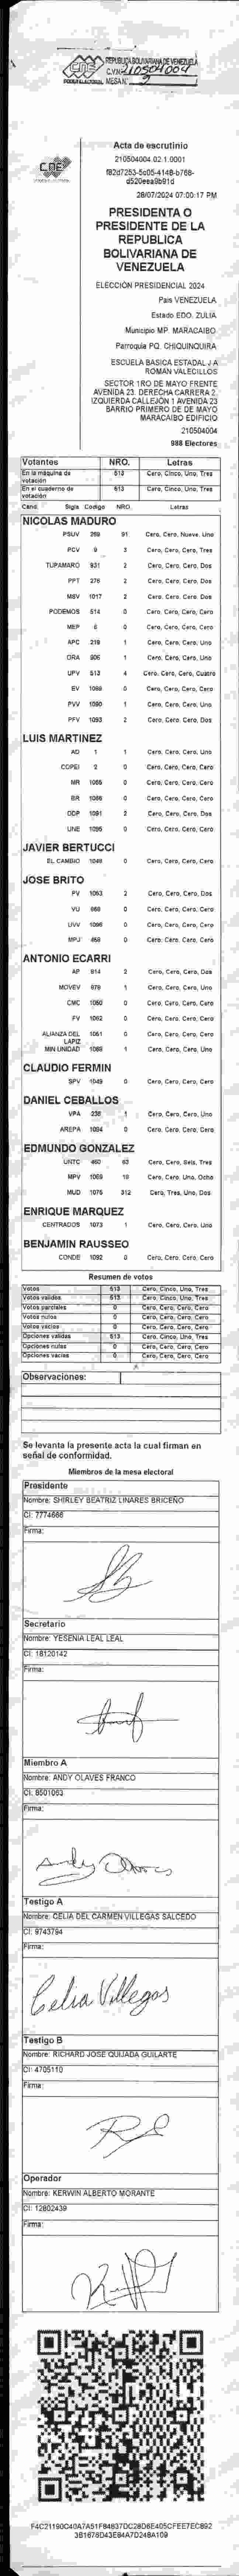 REPUBLICA BOLIVARIANA DE VENEZUELA
C.V.Nº 210504004
PODER ELECTORAL MESA Nº 2
Acta de escrutinio
210504004.02.1.0001
28/07/2024 07:00:17 PM
PRESIDENTA O
PRESIDENTE DE LA
REPUBLICA
BOLIVARIANA DE
VENEZUELA
ELECCIÓN PRESIDENCIAL 2024
Pais VENEZUELA
Estado EDO. ZULIA
Municipio MP. MARACAIBO
Parroquia PQ. CHIQUINQUIRA
ESCUELA BASICA ESTADAL J A
ROMAN VALECILLOS
SECTOR 1RO DE MAYO FRENTE
AVENIDA 23. DERECHA CARRERA 2.
IZQUIERDA CALLEJÓN 1 AVENIDA 23
BARRIO PRIMERO DE DE MAYO
MARACAIBO EDIFICIO
210504004
988 Electores
Votantes NRO. Letras
En la máquina de votación 513 Cero, Cinco, Uno, Tres
En el cuaderno de votación 513 Cero, Cinco, Uno, Tres
Cand. Sigla Codigo NRO. Letras
NICOLAS MADURO
PSUV 269 91 Cero, Cero, Nueve, Uno
PCV 9 3 Cero, Cero, Cero, Tres
TUPAMARO 931 2 Cero, Cero, Cero, Dos
PPT 276 2 Cero, Cero, Cero, Dos
MSV 1017 2 Cero, Cero, Cero, Dos
PODEMOS 514 0 Cero, Cero, Cero, Cero
MEP 6 0 Cero, Cero, Cero, Cero
APC 219 1 Cero, Cero, Cero, Uno
ORA 906 1 Cero, Cero, Cero, Uno
UPV 513 4 Cero, Cero, Cero, Cuatro
EV 1089 0 Cero, Cero, Cero, Cero
PVV 1090 1 Cero, Cero, Cero, Uno
PFV 1093 2 Cero, Cero, Cero, Dos
LUIS MARTINEZ
AD 1 1 Cero, Cero, Cero, Uno
COPEI 2 0 Cero, Cero, Cero, Cero
MR 1065 0 Cero, Cero, Cero, Cero
BR 1086 0 Cero, Cero, Cero, Cero
DDP 1091 2 Cero, Cero, Cero, Dos
UNE 1095 0 Cero, Cero, Cero, Cero
JAVIER BERTUCCI
EL CAMBIO 1048 0 Cero, Cero, Cero, Cero
JOSE BRITO
PV 1063 2 Cero, Cero, Cero, Dos
VU 968 0 Cero, Cero, Cero, Cero
UVV 1096 0 Cero, Cero, Cero, Cero
MPJ 458 0 Cero, Cero, Cero, Cero
ANTONIO ECARRI
AP 914 2 Cero, Cero, Cero, Dos
MOVEV 979 1 Cero, Cero, Cero, Uno
CMC 1050 0 Cero, Cero, Cero, Cero
FV 1062 0 Cero, Cero, Cero, Cero
ALIANZA DEL LAPIZ 1061 0 Cero, Cero, Cero, Cero
MIN UNIDAD 1088 1 Cero, Cero, Cero, Uno
CLAUDIO FERMIN
SPV 1049 0 Cero, Cero, Cero, Cero
DANIEL CEBALLOS
VPA 238 1 Cero, Cero, Cero, Uno
AREPA 1084 0 Cero, Cero, Cero, Cero
EDMUNDO GONZALEZ
UNTC 460 63 Cero, Cero, Seis, Tres
MPV 1069 18 Cero, Cero, Uno, Ocho
MUD 1076 312 Cero, Tres, Uno, Dos
ENRIQUE MARQUEZ
CENTRADOS 1073 1 Cero, Cero, Cero, Uno
BENJAMIN RAUSSEO
CONDE 1092 0 Cero, Cero, Cero, Cero
Resumen de votos
Votos 513 Cero, Cinco, Uno, Tres
Votos validos 513 Cero, Cinco, Uno, Tres
Votos parciales 0 Cero, Cero, Cero, Cero
Votos nulos 0 Cero, Cero, Cero, Cero
Votos vacios 0 Cero, Cero, Cero, Cero
Opciones validas 513 Cero, Cinco, Uno, Tres
Opciones nulas 0 Cero, Cero, Cero, Cero
Opciones vacias 0 Cero, Cero, Cero, Cero
Observaciones:
Se levanta la presente acta la cual firman en
señal de conformidad.
Miembros de la mesa electoral
Presidente
Nombre: SHIRLEY BEATRIZ LINARES BRICEÑO
CI: 7774666
Firma:
Secretario
Nombre: YESENIA LEAL LEAL
CI: 18120142
Firma:
Miembro A
Nombre: ANDY OLAVES FRANCO
CI: 8501063
Firma:
Andy Olaves
Testigo A
Nombre: CELIA DEL CARMEN VILLEGAS SALCEDO
CI: 9743794
Firma:
Celia Villegas
Testigo B
Nombre: RICHARD JOSE QUIJADA GUILARTE
CI: 4705110
Firma:
Operador
Nombre: KERWIN ALBERTO MORANTE
CI: 12802439
Firma: